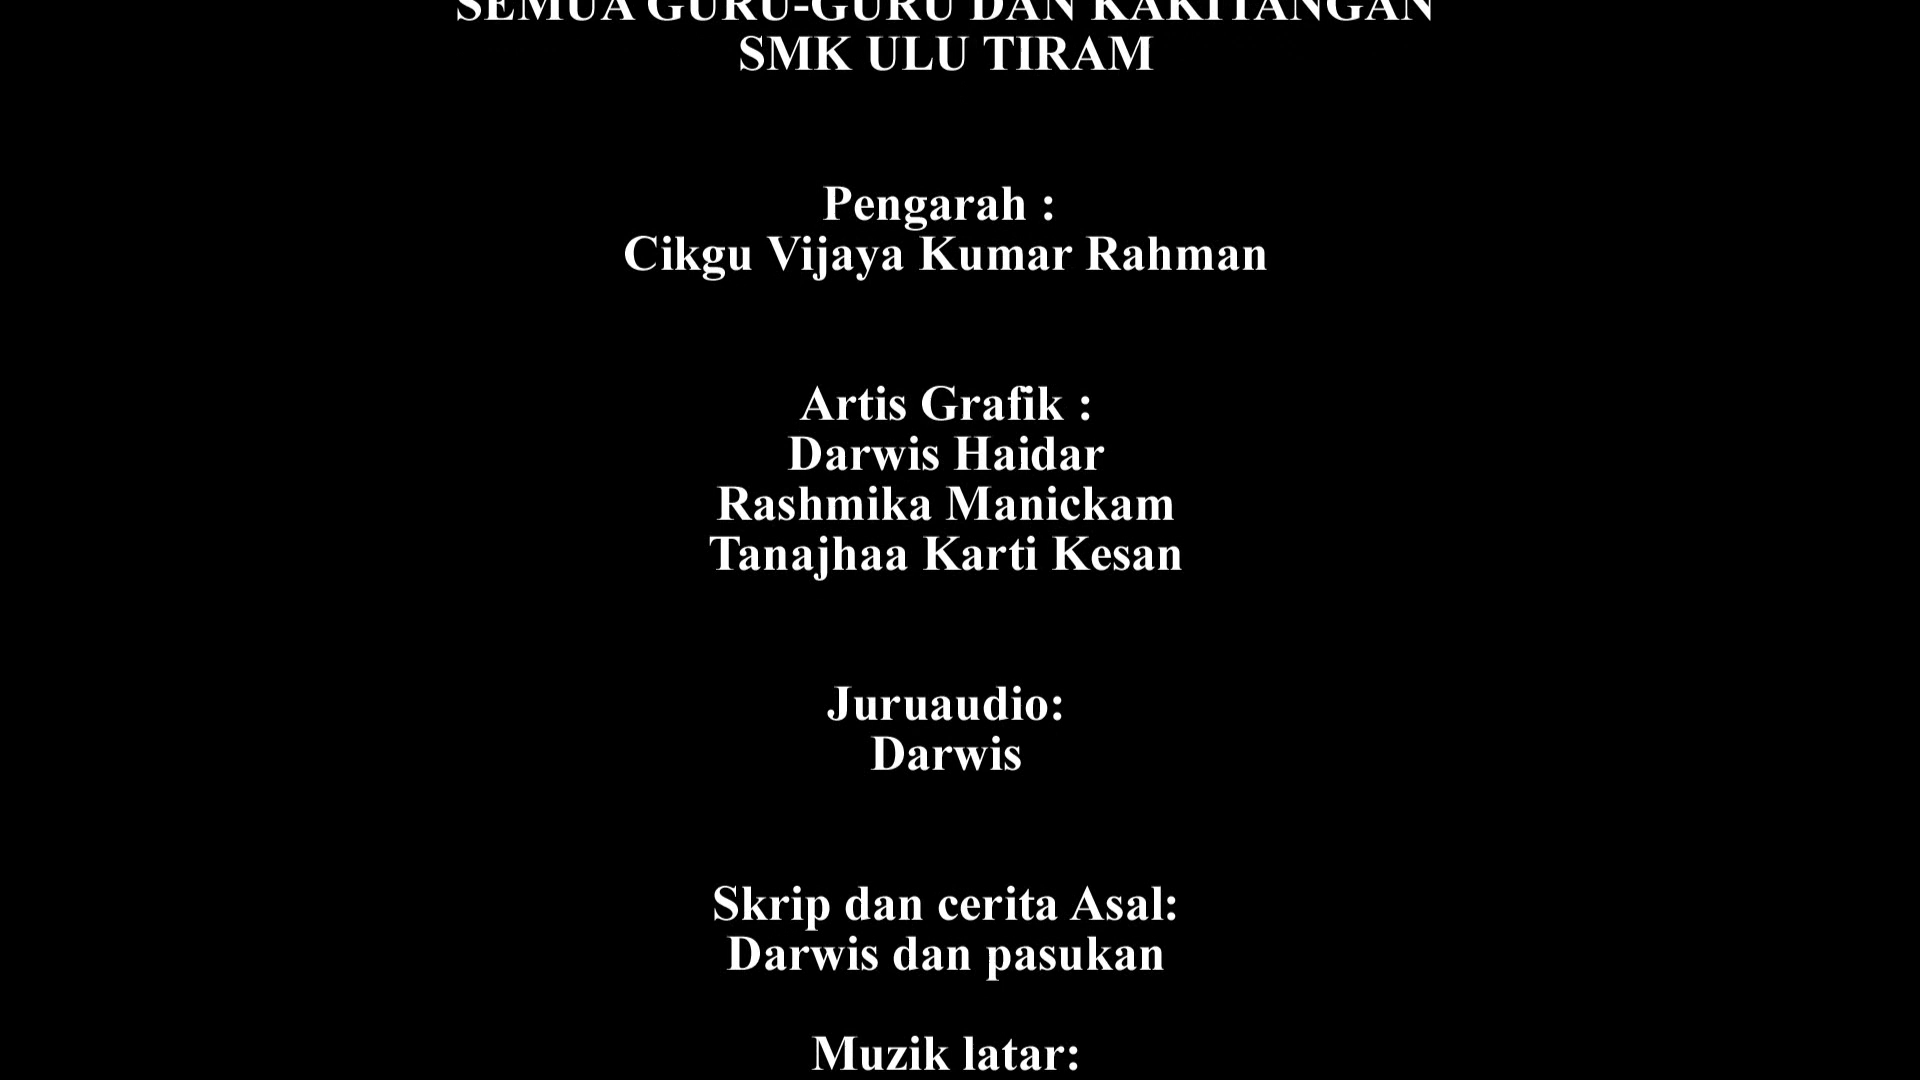 SEMUA GURU-GURU DAN KAKITANGAN
SMK ULU TIRAM
Pengarah :
Cikgu Vijaya Kumar Rahman
Artis Grafik :
Darwis Haidar
Rashmika Manickam
Tanajhaa Karti Kesan
Juruaudio:
Darwis
Skrip dan cerita Asal:
Darwis dan pasukan
Muzik latar: